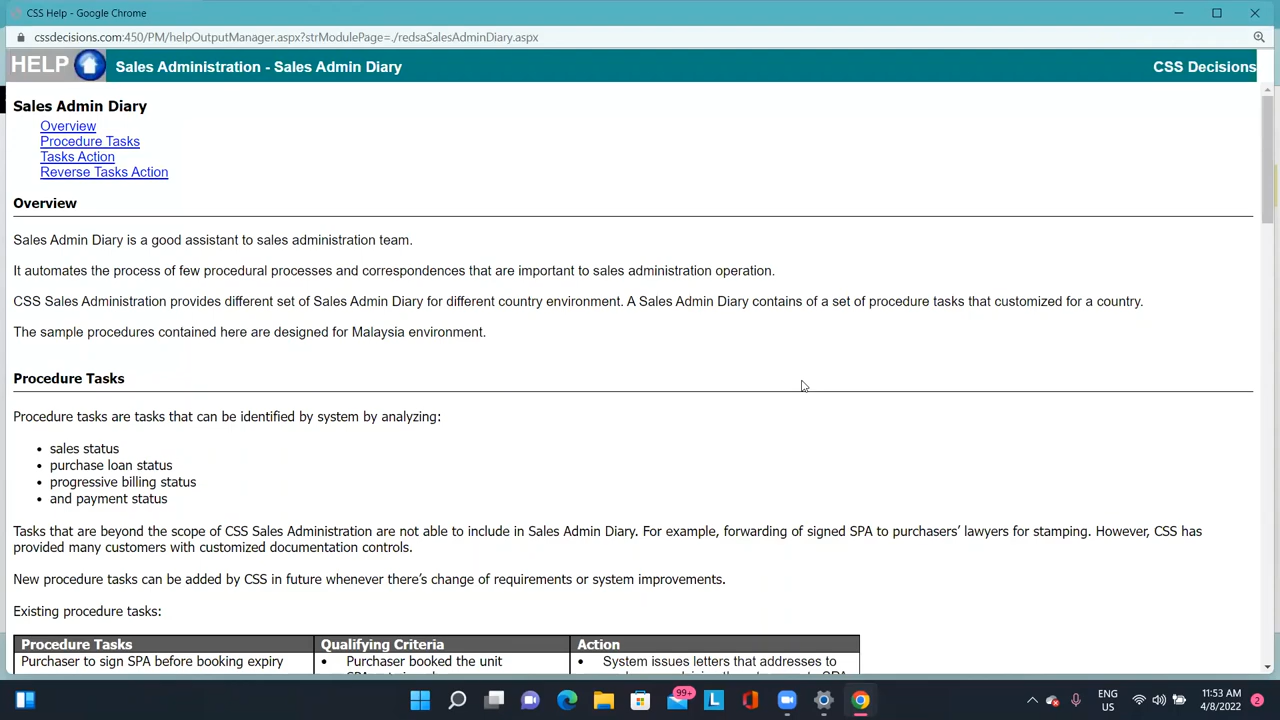 CSS Help - Google Chrome
cssdecisions.com:450/PM/helpOutputManager.aspx?strModulePage=./redsaSalesAdminDiary.aspx
HELP Sales Administration - Sales Admin Diary CSS Decisions
Sales Admin Diary
Overview
Procedure Tasks
Tasks Action
Reverse Tasks Action
Overview
Sales Admin Diary is a good assistant to sales administration team.
It automates the process of few procedural processes and correspondences that are important to sales administration operation.
CSS Sales Administration provides different set of Sales Admin Diary for different country environment. A Sales Admin Diary contains of a set of procedure tasks that customized for a country.
The sample procedures contained here are designed for Malaysia environment.
Procedure Tasks
Procedure tasks are tasks that can be identified by system by analyzing:
• sales status
• purchase loan status
• progressive billing status
• and payment status
Tasks that are beyond the scope of CSS Sales Administration are not able to include in Sales Admin Diary. For example, forwarding of signed SPA to purchasers’ lawyers for stamping. However, CSS has
provided many customers with customized documentation controls.
New procedure tasks can be added by CSS in future whenever there’s change of requirements or system improvements.
Existing procedure tasks:
Procedure Tasks Qualifying Criteria Action
Purchaser to sign SPA before booking expiry • Purchaser booked the unit • System issues letters that addresses to
99+
L
ENG
US
11:53 AM
4/8/2022
2